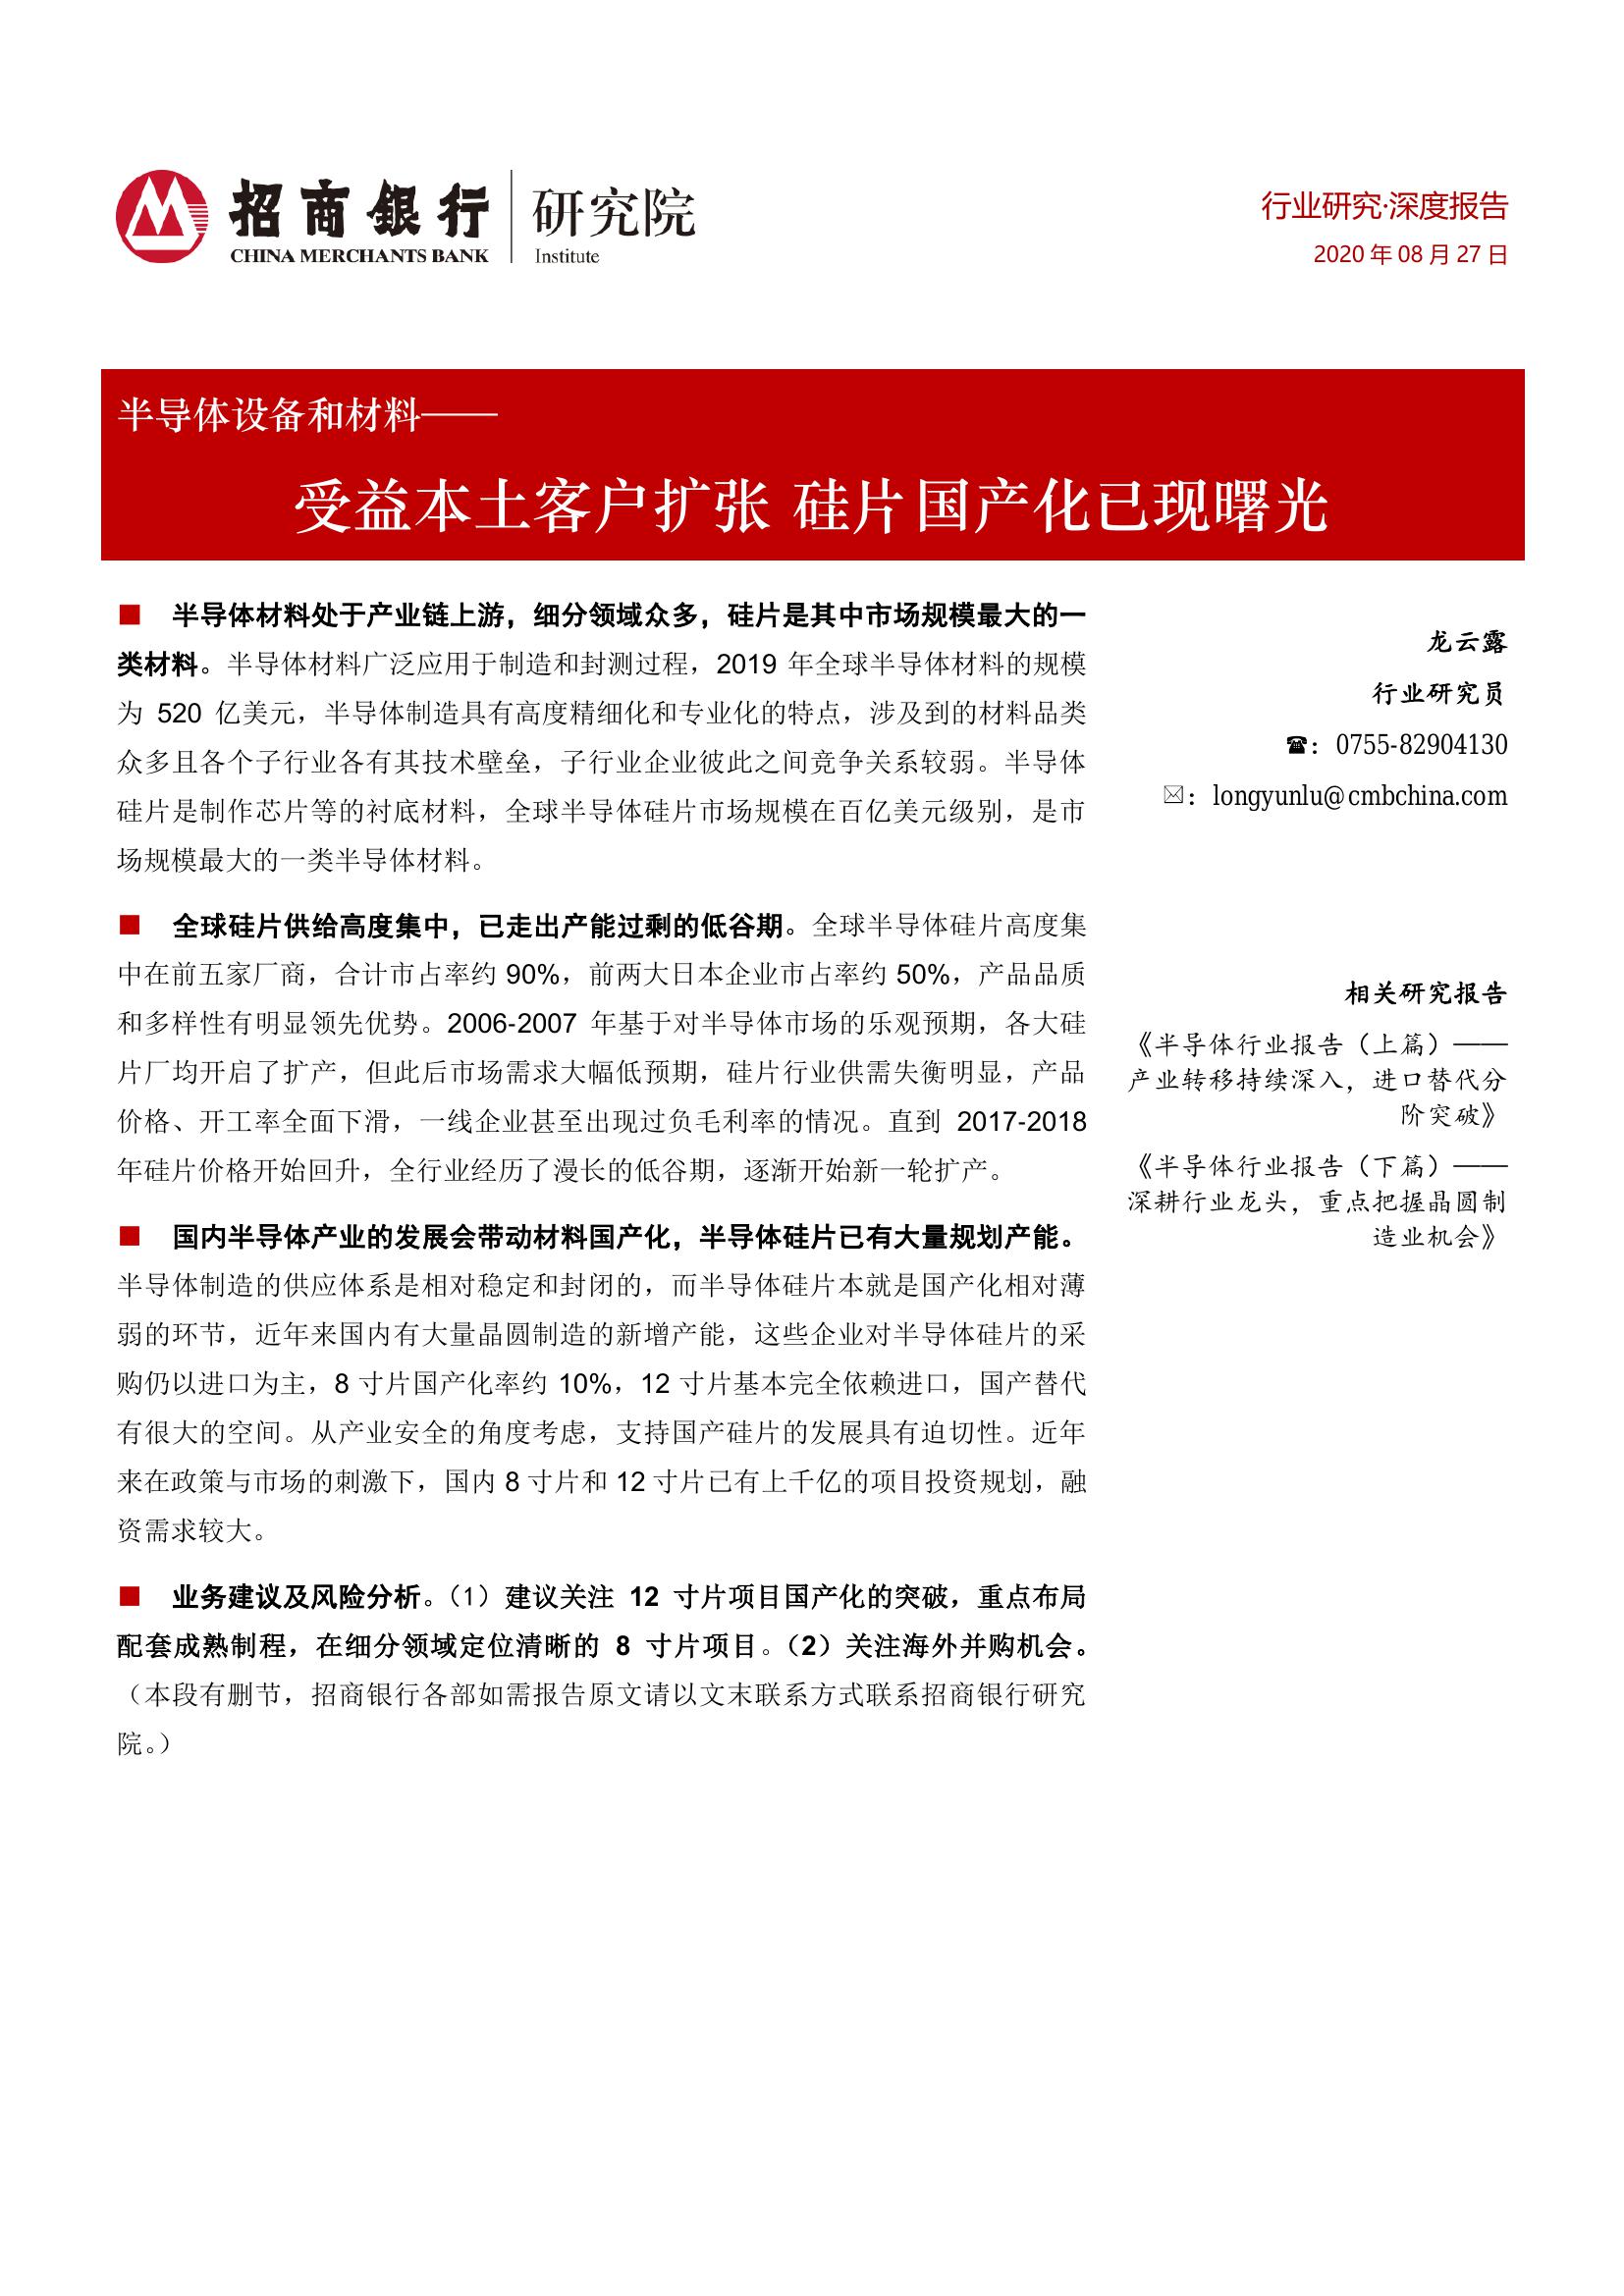 招商银行 研究院
CHINA MERCHANTS BANK Institute
行业研究·深度报告
2020年08月27日
半导体设备和材料——
受益本土客户扩张 硅片国产化已现曙光
■ 半导体材料处于产业链上游，细分领域众多，硅片是其中市场规模最大的一
类材料。半导体材料广泛应用于制造和封测过程，2019 年全球半导体材料的规模
为 520 亿美元，半导体制造具有高度精细化和专业化的特点，涉及到的材料品类
众多且各个子行业各有其技术壁垒，子行业企业彼此之间竞争关系较弱。半导体
硅片是制作芯片等的衬底材料，全球半导体硅片市场规模在百亿美元级别，是市
场规模最大的一类半导体材料。
■ 全球硅片供给高度集中，已走出产能过剩的低谷期。全球半导体硅片高度集
中在前五家厂商，合计市占率约 90%，前两大日本企业市占率约 50%，产品品质
和多样性有明显领先优势。2006-2007 年基于对半导体市场的乐观预期，各大硅
片厂均开启了扩产，但此后市场需求大幅低预期，硅片行业供需失衡明显，产品
价格、开工率全面下滑，一线企业甚至出现过负毛利率的情况。直到 2017-2018
年硅片价格开始回升，全行业经历了漫长的低谷期，逐渐开始新一轮扩产。
■ 国内半导体产业的发展会带动材料国产化，半导体硅片已有大量规划产能。
半导体制造的供应体系是相对稳定和封闭的，而半导体硅片本就是国产化相对薄
弱的环节，近年来国内有大量晶圆制造的新增产能，这些企业对半导体硅片的采
购仍以进口为主，8 寸片国产化率约 10%，12 寸片基本完全依赖进口，国产替代
有很大的空间。从产业安全的角度考虑，支持国产硅片的发展具有迫切性。近年
来在政策与市场的刺激下，国内 8 寸片和 12 寸片已有上千亿的项目投资规划，融
资需求较大。
■ 业务建议及风险分析。（1）建议关注 12 寸片项目国产化的突破，重点布局
配套成熟制程，在细分领域定位清晰的 8 寸片项目。（2）关注海外并购机会。
（本段有删节，招商银行各部如需报告原文请以文末联系方式联系招商银行研究
院。）
龙云露
行业研究员
☎：0755-82904130
✉：longyunlu@cmbchina.com
相关研究报告
《半导体行业报告（上篇）——
产业转移持续深入，进口替代分
阶突破》
《半导体行业报告（下篇）——
深耕行业龙头，重点把握晶圆制
造业机会》